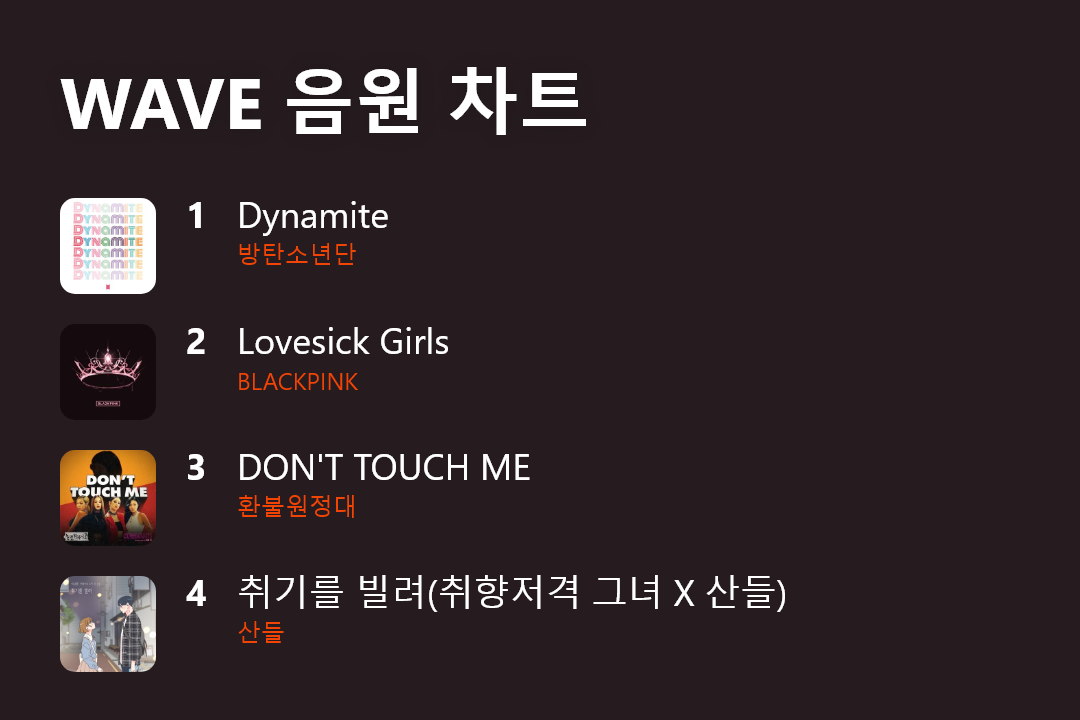 WAVE 음원 차트
DYNAMITE
DYNAMITE
DYNAMITE
DYNAMITE
DYNAMITE
DYNAMITE
DYNAMITE
1 Dynamite
방탄소년단
2 Lovesick Girls
BLACKPINK
BLACKPINK
3 DON'T TOUCH ME
환불원정대
DON'T
TOUCH ME
4 취기를 빌려(취향저격 그녀 X 산들)
산들